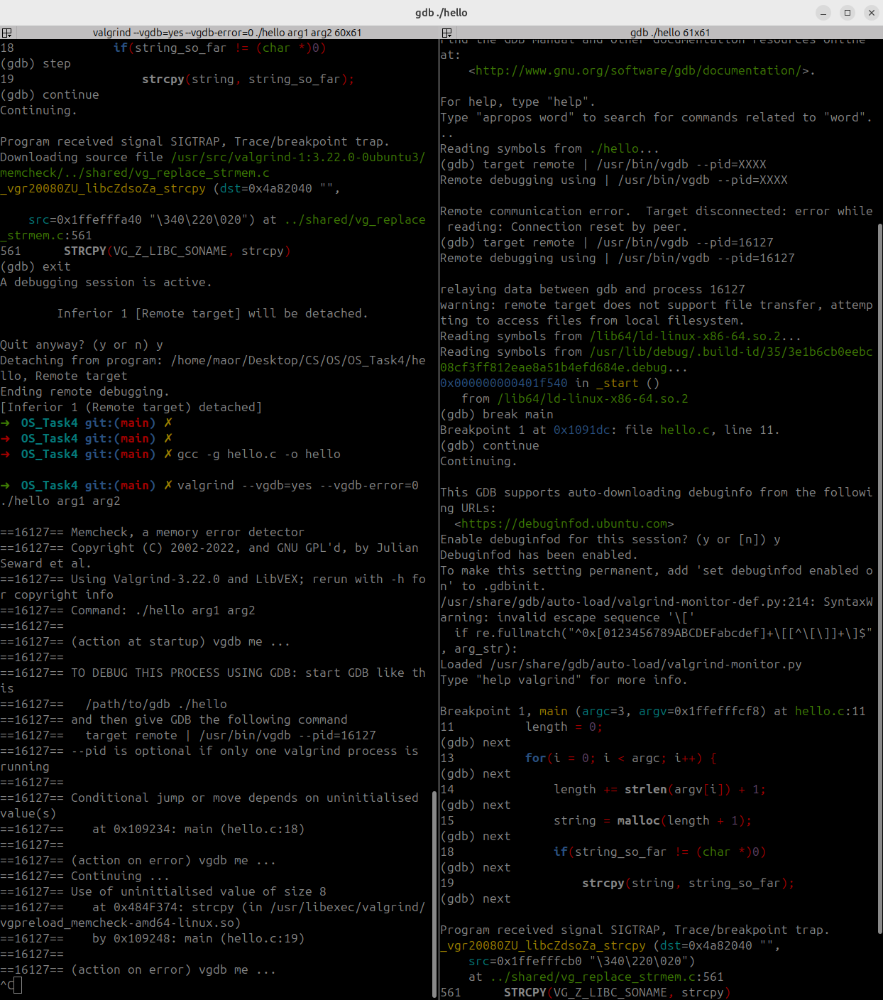 gdb ./hello
valgrind --vgdb=yes --vgdb-error=0 ./hello arg1 arg2 60x61
18              if(string_so_far != (char *)0)
(gdb) step
19                  strcpy(string, string_so_far);
(gdb) continue
Continuing.
Program received signal SIGTRAP, Trace/breakpoint trap.
Downloading source file /usr/src/valgrind-1:3.22.0-0ubuntu3/
memcheck/../shared/vg_replace_strmem.c
_vgr20080ZU_libcZdsoZa_strcpy (dst=0x4a82040 "",
    src=0x1ffefffa40 "\340\220\020") at ../shared/vg_replace
_strmem.c:561
561      STRCPY(VG_Z_LIBC_SONAME, strcpy)
(gdb) exit
A debugging session is active.
        Inferior 1 [Remote target] will be detached.
Quit anyway? (y or n) y
Detaching from program: /home/maor/Desktop/CS/OS/OS_Task4/he
llo, Remote target
Ending remote debugging.
[Inferior 1 (Remote target) detached]
➜  OS_Task4 git:(main) ✗
➜  OS_Task4 git:(main) ✗
➜  OS_Task4 git:(main) ✗ gcc -g hello.c -o hello
➜  OS_Task4 git:(main) ✗ valgrind --vgdb=yes --vgdb-error=0
./hello arg1 arg2
==16127== Memcheck, a memory error detector
==16127== Copyright (C) 2002-2022, and GNU GPL'd, by Julian
Seward et al.
==16127== Using Valgrind-3.22.0 and LibVEX; rerun with -h fo
r copyright info
==16127== Command: ./hello arg1 arg2
==16127==
==16127== (action at startup) vgdb me ...
==16127==
==16127== TO DEBUG THIS PROCESS USING GDB: start GDB like th
is
==16127==   /path/to/gdb ./hello
==16127== and then give GDB the following command
==16127==   target remote | /usr/bin/vgdb --pid=16127
==16127== --pid is optional if only one valgrind process is
running
==16127==
==16127== Conditional jump or move depends on uninitialised
value(s)
==16127==    at 0x109234: main (hello.c:18)
==16127==
==16127== (action on error) vgdb me ...
==16127== Continuing ...
==16127== Use of uninitialised value of size 8
==16127==    at 0x484F374: strcpy (in /usr/libexec/valgrind/
vgpreload_memcheck-amd64-linux.so)
==16127==    by 0x109248: main (hello.c:19)
==16127==
==16127== (action on error) vgdb me ...
^C
gdb ./hello 61x61
Find the GDB manual and other documentation resources online
at:
    <http://www.gnu.org/software/gdb/documentation/>.
For help, type "help".
Type "apropos word" to search for commands related to "word".
..
Reading symbols from ./hello...
(gdb) target remote | /usr/bin/vgdb --pid=XXXX
Remote debugging using | /usr/bin/vgdb --pid=XXXX
Remote communication error.  Target disconnected: error while
 reading: Connection reset by peer.
(gdb) target remote | /usr/bin/vgdb --pid=16127
Remote debugging using | /usr/bin/vgdb --pid=16127
relaying data between gdb and process 16127
warning: remote target does not support file transfer, attemp
ting to access files from local filesystem.
Reading symbols from /lib64/ld-linux-x86-64.so.2...
Reading symbols from /usr/lib/debug/.build-id/35/3e1b6cb0eebc
08cf3ff812eae8a51b4efd684e.debug...
0x000000000401f540 in _start ()
   from /lib64/ld-linux-x86-64.so.2
(gdb) break main
Breakpoint 1 at 0x1091dc: file hello.c, line 11.
(gdb) continue
Continuing.
This GDB supports auto-downloading debuginfo from the followi
ng URLs:
  <https://debuginfod.ubuntu.com>
Enable debuginfod for this session? (y or [n]) y
Debuginfod has been enabled.
To make this setting permanent, add 'set debuginfod enabled o
n' to .gdbinit.
/usr/share/gdb/auto-load/valgrind-monitor-def.py:214: SyntaxW
arning: invalid escape sequence '\['
  if re.fullmatch("^0x[0123456789ABCDEFabcdef]+\[[^\[\]]+\]$"
, arg_str):
Loaded /usr/share/gdb/auto-load/valgrind-monitor.py
Type "help valgrind" for more info.
Breakpoint 1, main (argc=3, argv=0x1ffefffcf8) at hello.c:11
11          length = 0;
(gdb) next
13          for(i = 0; i < argc; i++) {
(gdb) next
14              length += strlen(argv[i]) + 1;
(gdb) next
15              string = malloc(length + 1);
(gdb) next
18              if(string_so_far != (char *)0)
(gdb) next
19                  strcpy(string, string_so_far);
(gdb) next
Program received signal SIGTRAP, Trace/breakpoint trap.
_vgr20080ZU_libcZdsoZa_strcpy (dst=0x4a82040 "",
    src=0x1ffefffcb0 "\340\220\020")
    at ../shared/vg_replace_strmem.c:561
561      STRCPY(VG_Z_LIBC_SONAME, strcpy)